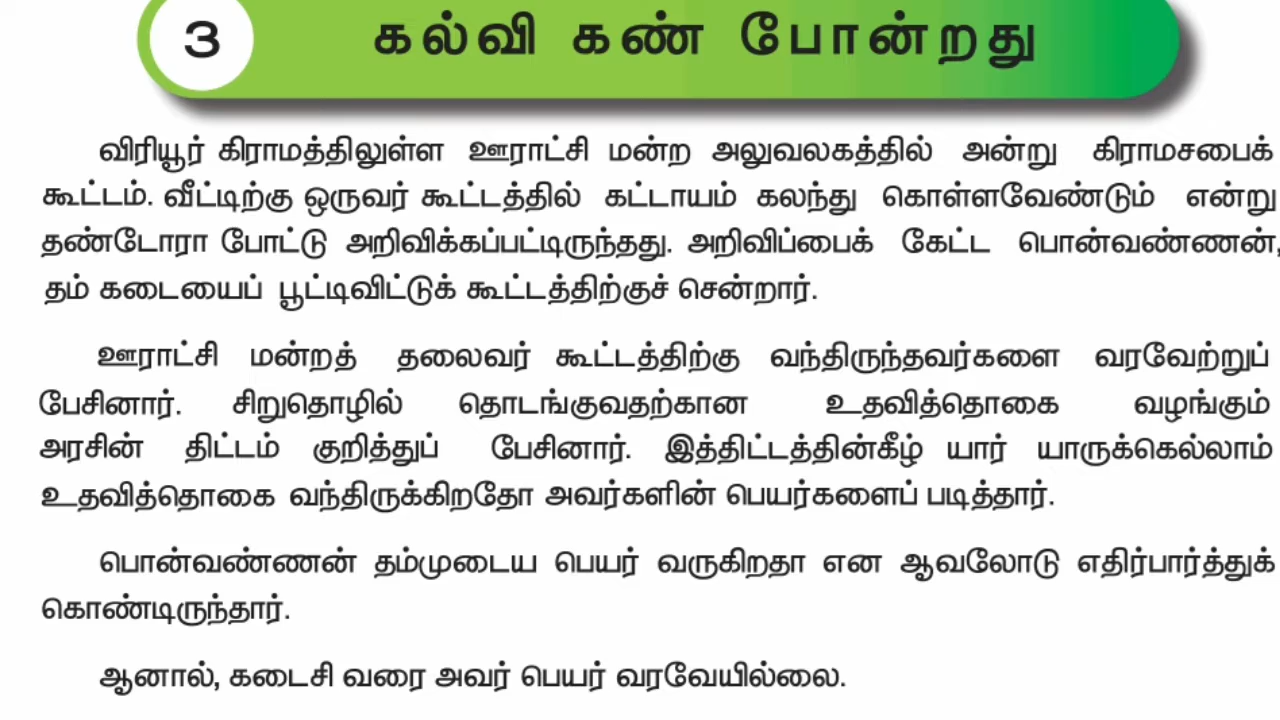 3 கல்வி கண் போன்றது
விரியூர் கிராமத்திலுள்ள ஊராட்சி மன்ற அலுவலகத்தில் அன்று கிராமசபைக்
கூட்டம். வீட்டிற்கு ஒருவர் கூட்டத்தில் கட்டாயம் கலந்து கொள்ளவேண்டும் என்று
தண்டோரா போட்டு அறிவிக்கப்பட்டிருந்தது. அறிவிப்பைக் கேட்ட பொன்வண்ணன்,
தம் கடையைப் பூட்டிவிட்டுக் கூட்டத்திற்குச் சென்றார்.
ஊராட்சி மன்றத் தலைவர் கூட்டத்திற்கு வந்திருந்தவர்களை வரவேற்றுப்
பேசினார். சிறுதொழில் தொடங்குவதற்கான உதவித்தொகை வழங்கும்
அரசின் திட்டம் குறித்துப் பேசினார். இத்திட்டத்தின்கீழ் யார் யாருக்கெல்லாம்
உதவித்தொகை வந்திருக்கிறதோ அவர்களின் பெயர்களைப் படித்தார்.
பொன்வண்ணன் தம்முடைய பெயர் வருகிறதா என ஆவலோடு எதிர்பார்த்துக்
கொண்டிருந்தார்.
ஆனால், கடைசி வரை அவர் பெயர் வரவேயில்லை.